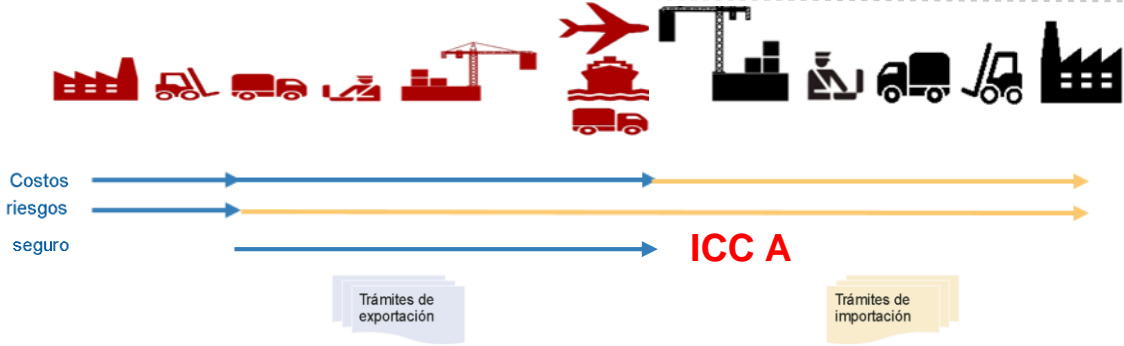 Costos
riesgos
seguro
ICC A
Trámites de
exportación
Trámites de
importación